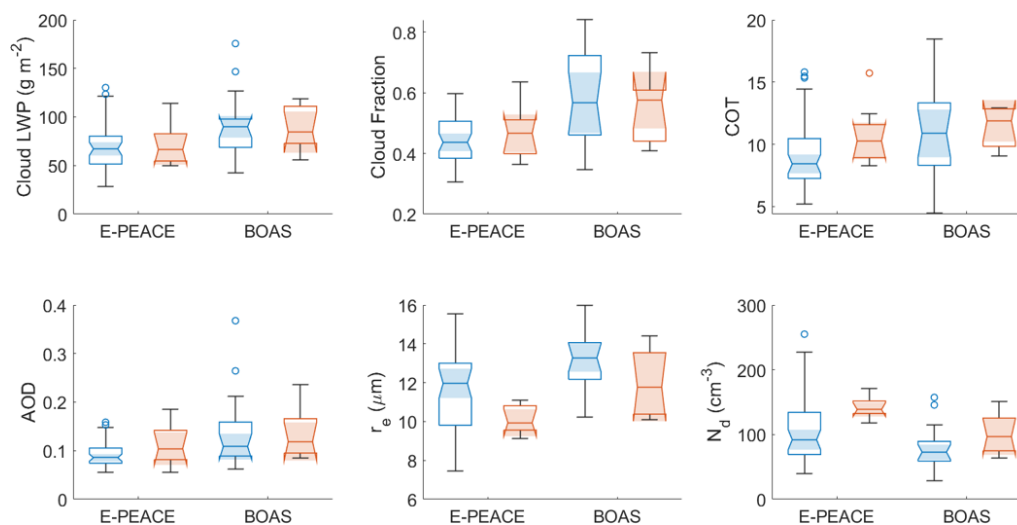 Cloud LWP (g m⁻²)
200
150
100
50
0
E-PEACE BOAS
Cloud Fraction
0.8
0.6
0.4
0.2
E-PEACE BOAS
COT
20
15
10
5
E-PEACE BOAS
AOD
0.4
0.3
0.2
0.1
0
E-PEACE BOAS
rₑ (μm)
16
14
12
10
8
6
E-PEACE BOAS
N_d (cm⁻³)
300
200
100
0
E-PEACE BOAS